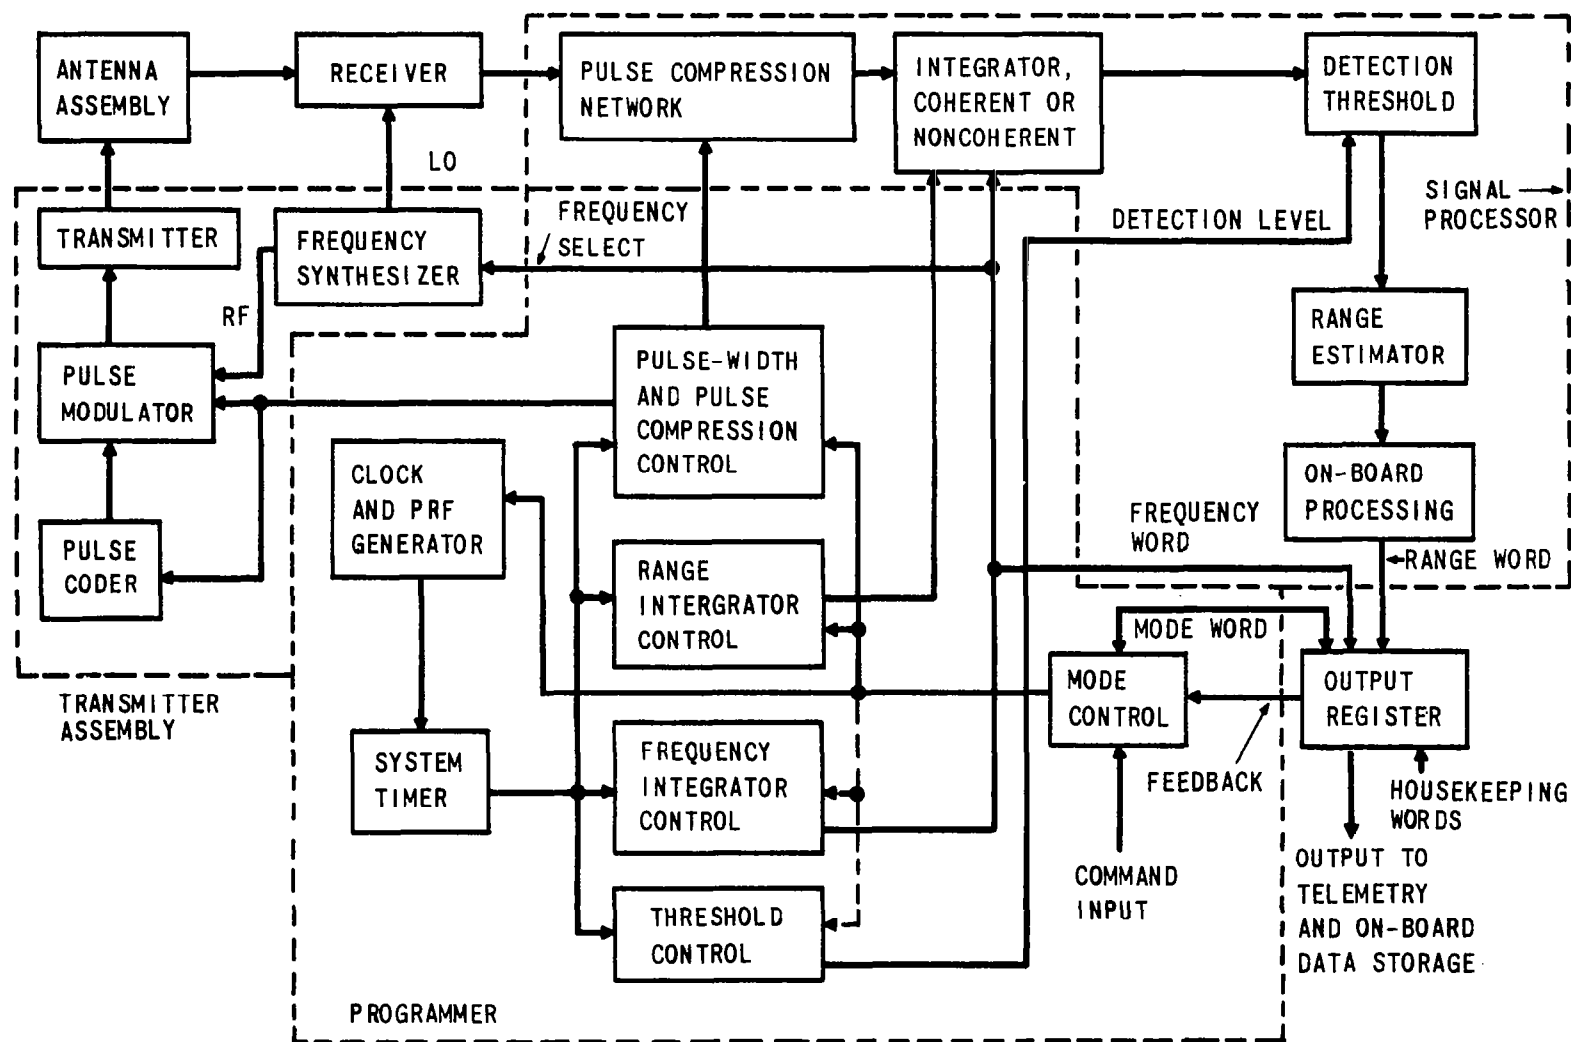 ANTENNA
ASSEMBLY
RECEIVER
PULSE COMPRESSION
NETWORK
INTEGRATOR,
COHERENT OR
NONCOHERENT
DETECTION
THRESHOLD
LO
SIGNAL
PROCESSOR
TRANSMITTER
FREQUENCY
SYNTHESIZER
FREQUENCY
SELECT
DETECTION LEVEL
RF
RANGE
ESTIMATOR
PULSE
MODULATOR
PULSE-WIDTH
AND PULSE
COMPRESSION
CONTROL
CLOCK
AND PRF
GENERATOR
ON-BOARD
PROCESSING
FREQUENCY
WORD
RANGE WORD
PULSE
CODER
RANGE
INTERGRATOR
CONTROL
MODE WORD
MODE
CONTROL
OUTPUT
REGISTER
TRANSMITTER
ASSEMBLY
SYSTEM
TIMER
FREQUENCY
INTEGRATOR
CONTROL
FEEDBACK
HOUSEKEEPING
WORDS
COMMAND
INPUT
OUTPUT TO
TELEMETRY
AND ON-BOARD
DATA STORAGE
THRESHOLD
CONTROL
PROGRAMMER